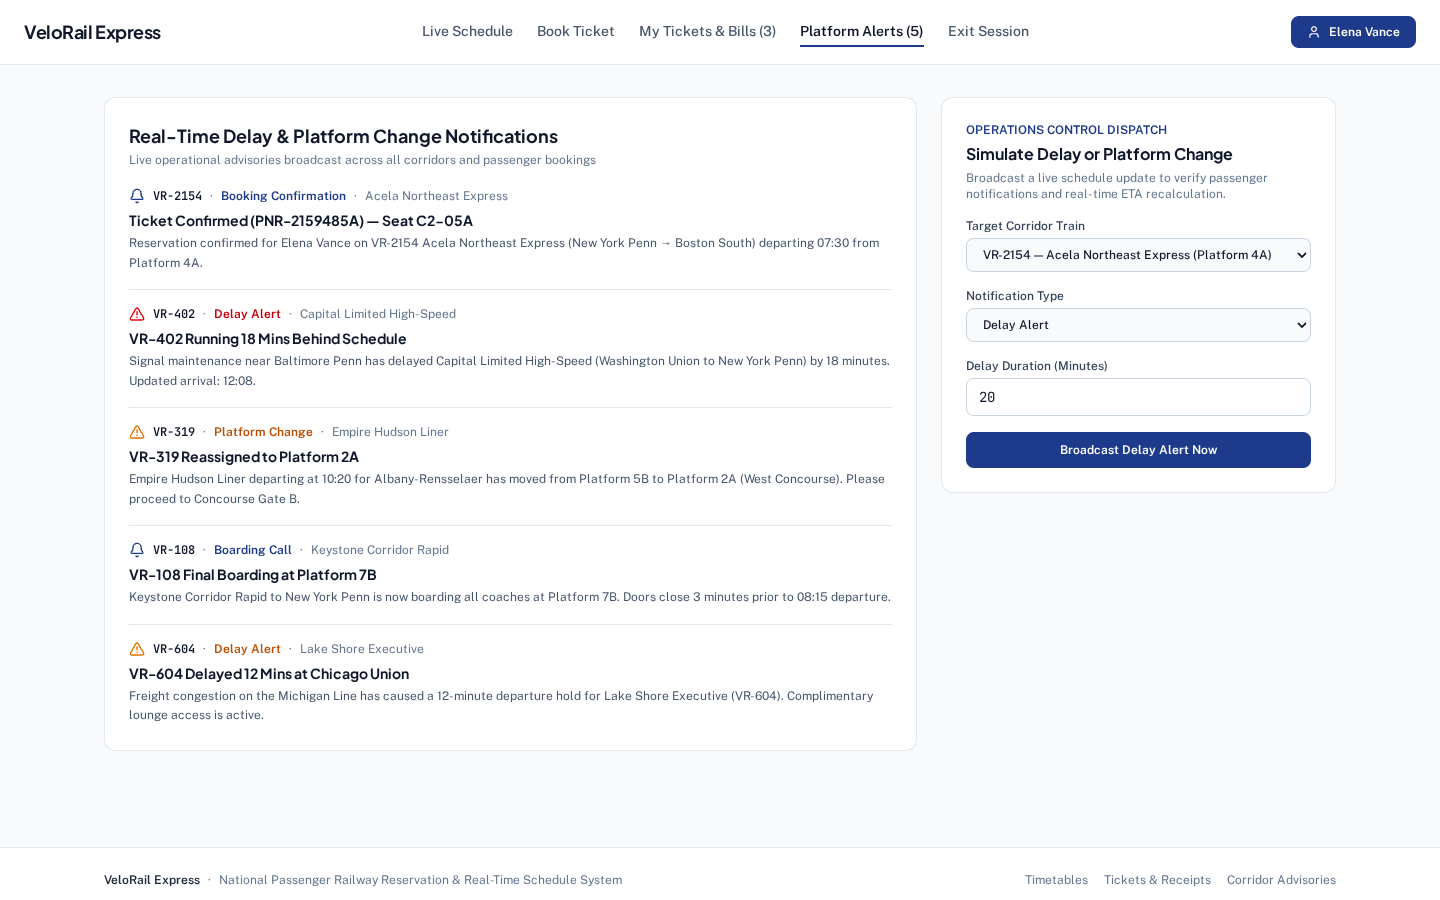 VeloRail Express
Live Schedule
Book Ticket
My Tickets & Bills (3)
Platform Alerts (5)
Exit Session
Elena Vance
Real-Time Delay & Platform Change Notifications
Live operational advisories broadcast across all corridors and passenger bookings
VR-2154 · Booking Confirmation · Acela Northeast Express
Ticket Confirmed (PNR-2159485A) — Seat C2-05A
Reservation confirmed for Elena Vance on VR-2154 Acela Northeast Express (New York Penn → Boston South) departing 07:30 from
Platform 4A.
VR-402 · Delay Alert · Capital Limited High-Speed
VR-402 Running 18 Mins Behind Schedule
Signal maintenance near Baltimore Penn has delayed Capital Limited High-Speed (Washington Union to New York Penn) by 18 minutes.
Updated arrival: 12:08.
VR-319 · Platform Change · Empire Hudson Liner
VR-319 Reassigned to Platform 2A
Empire Hudson Liner departing at 10:20 for Albany-Rensselaer has moved from Platform 5B to Platform 2A (West Concourse). Please
proceed to Concourse Gate B.
VR-108 · Boarding Call · Keystone Corridor Rapid
VR-108 Final Boarding at Platform 7B
Keystone Corridor Rapid to New York Penn is now boarding all coaches at Platform 7B. Doors close 3 minutes prior to 08:15 departure.
VR-604 · Delay Alert · Lake Shore Executive
VR-604 Delayed 12 Mins at Chicago Union
Freight congestion on the Michigan Line has caused a 12-minute departure hold for Lake Shore Executive (VR-604). Complimentary
lounge access is active.
OPERATIONS CONTROL DISPATCH
Simulate Delay or Platform Change
Broadcast a live schedule update to verify passenger
notifications and real-time ETA recalculation.
Target Corridor Train
VR-2154 — Acela Northeast Express (Platform 4A)
Notification Type
Delay Alert
Delay Duration (Minutes)
20
Broadcast Delay Alert Now
VeloRail Express · National Passenger Railway Reservation & Real-Time Schedule System
Timetables
Tickets & Receipts
Corridor Advisories